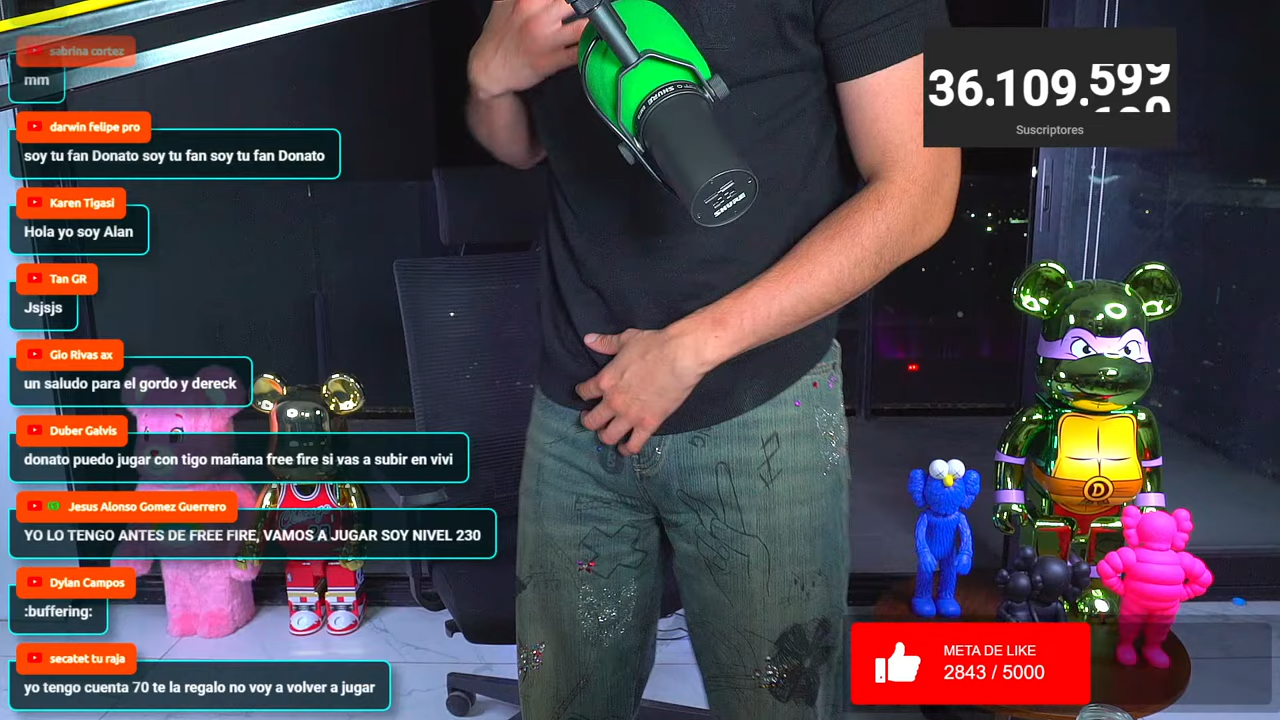 sabrina cortez
mm
darwin felipe pro
soy tu fan Donato soy tu fan soy tu fan Donato
Karen Tigasi
Hola yo soy Alan
Tan GR
Jsjsjs
Gio Rivas ax
un saludo para el gordo y dereck
Duber Galvis
donato puedo jugar con tigo mañana free fire si vas a subir en vivi
Jesus Alonso Gomez Guerrero
YO LO TENGO ANTES DE FREE FIRE, VAMOS A JUGAR SOY NIVEL 230
Dylan Campos
:buffering:
secatet tu raja
yo tengo cuenta 70 te la regalo no voy a volver a jugar
SHURE
SHURE
36.109.599
Suscriptores
D
META DE LIKE
2843 / 5000